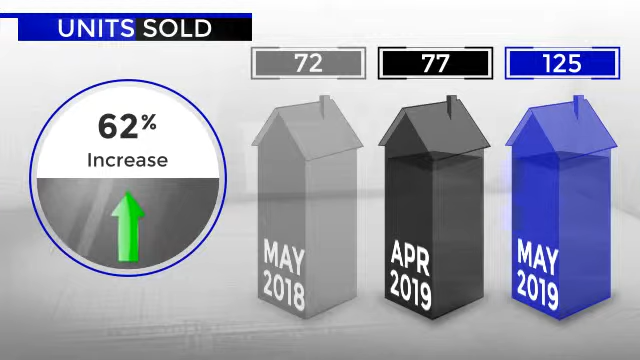 UNITS SOLD
72
77
125
62%
Increase
MAY
2018
APR
2019
MAY
2019